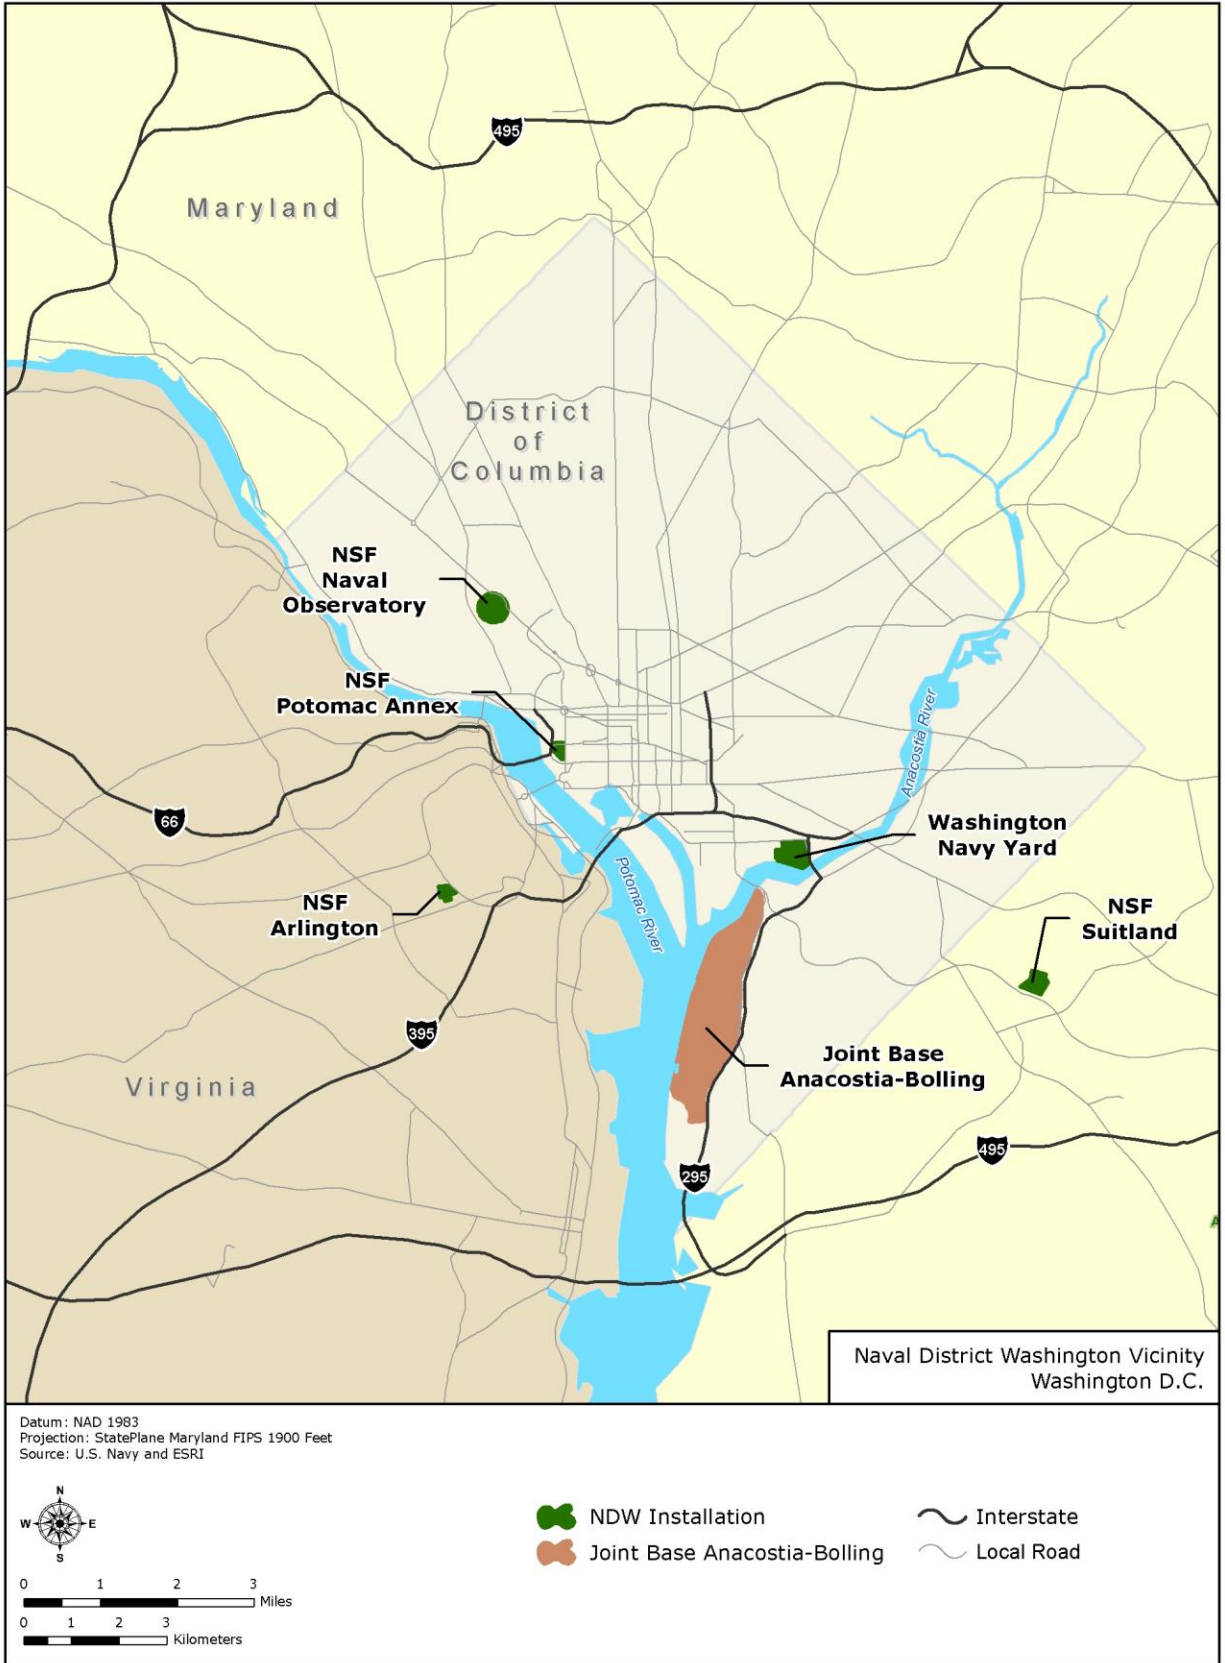 495
Maryland
District
of
Columbia
NSF
Naval
Observatory
NSF
Potomac Annex
Anacostia River
66
Washington
Navy Yard
Potomac River
NSF
Arlington
NSF
Suitland
395
Joint Base
Anacostia-Bolling
Virginia
495
295
A
Naval District Washington Vicinity
Washington D.C.
Datum: NAD 1983
Projection: StatePlane Maryland FIPS 1900 Feet
Source: U.S. Navy and ESRI
N
W E
S
NDW Installation
Joint Base Anacostia-Bolling
Interstate
Local Road
0 1 2 3
Miles
0 1 2 3
Kilometers